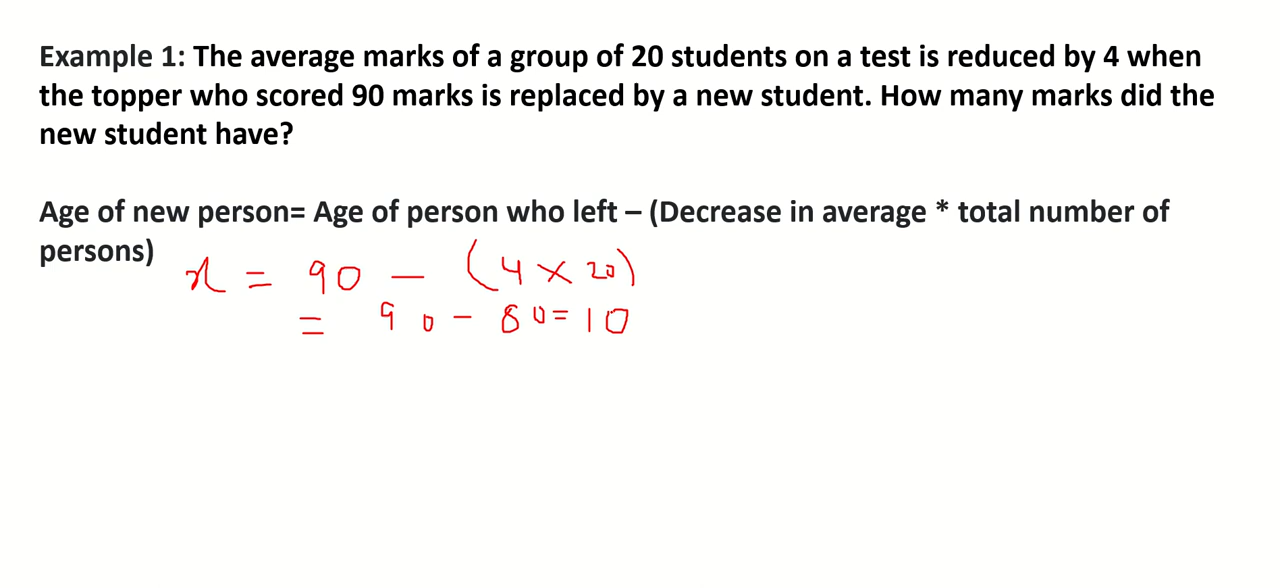 Example 1: The average marks of a group of 20 students on a test is reduced by 4 when
the topper who scored 90 marks is replaced by a new student. How many marks did the
new student have?
Age of new person= Age of person who left – (Decrease in average * total number of
persons)
x = 90 – (4 × 20)
= 90 – 80 = 10